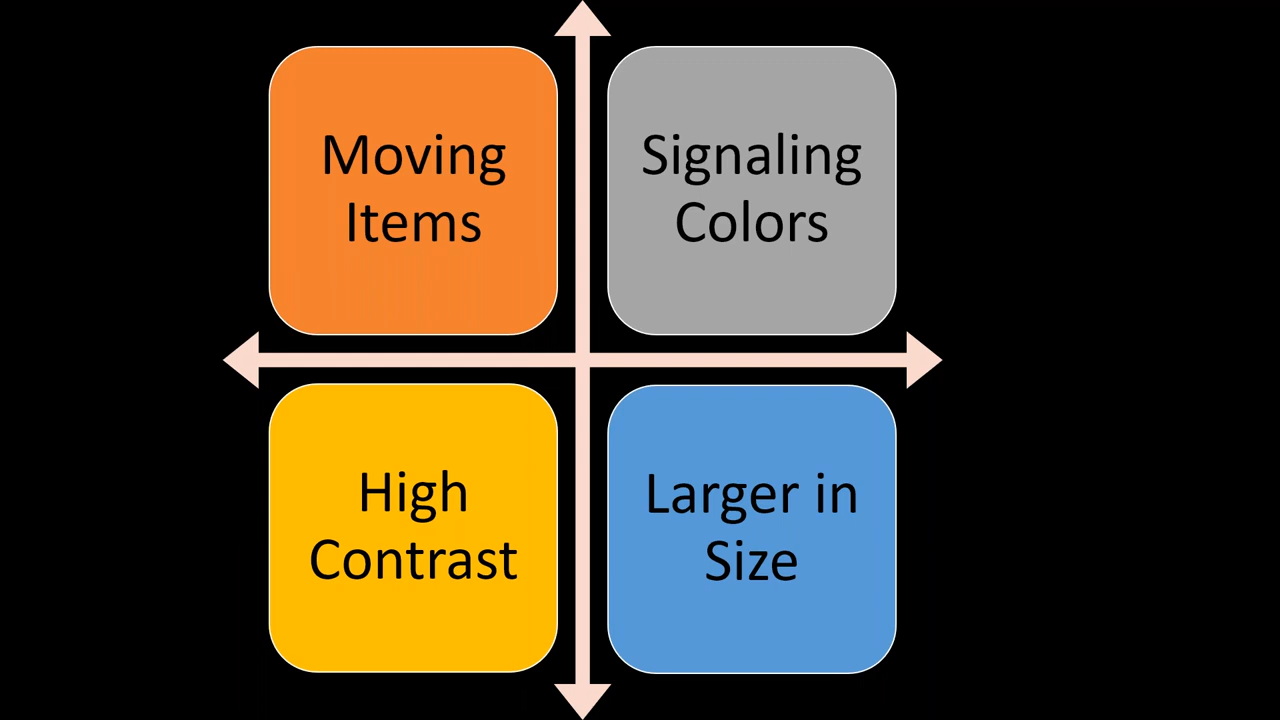 Moving
Items
Signaling
Colors
High
Contrast
Larger in
Size